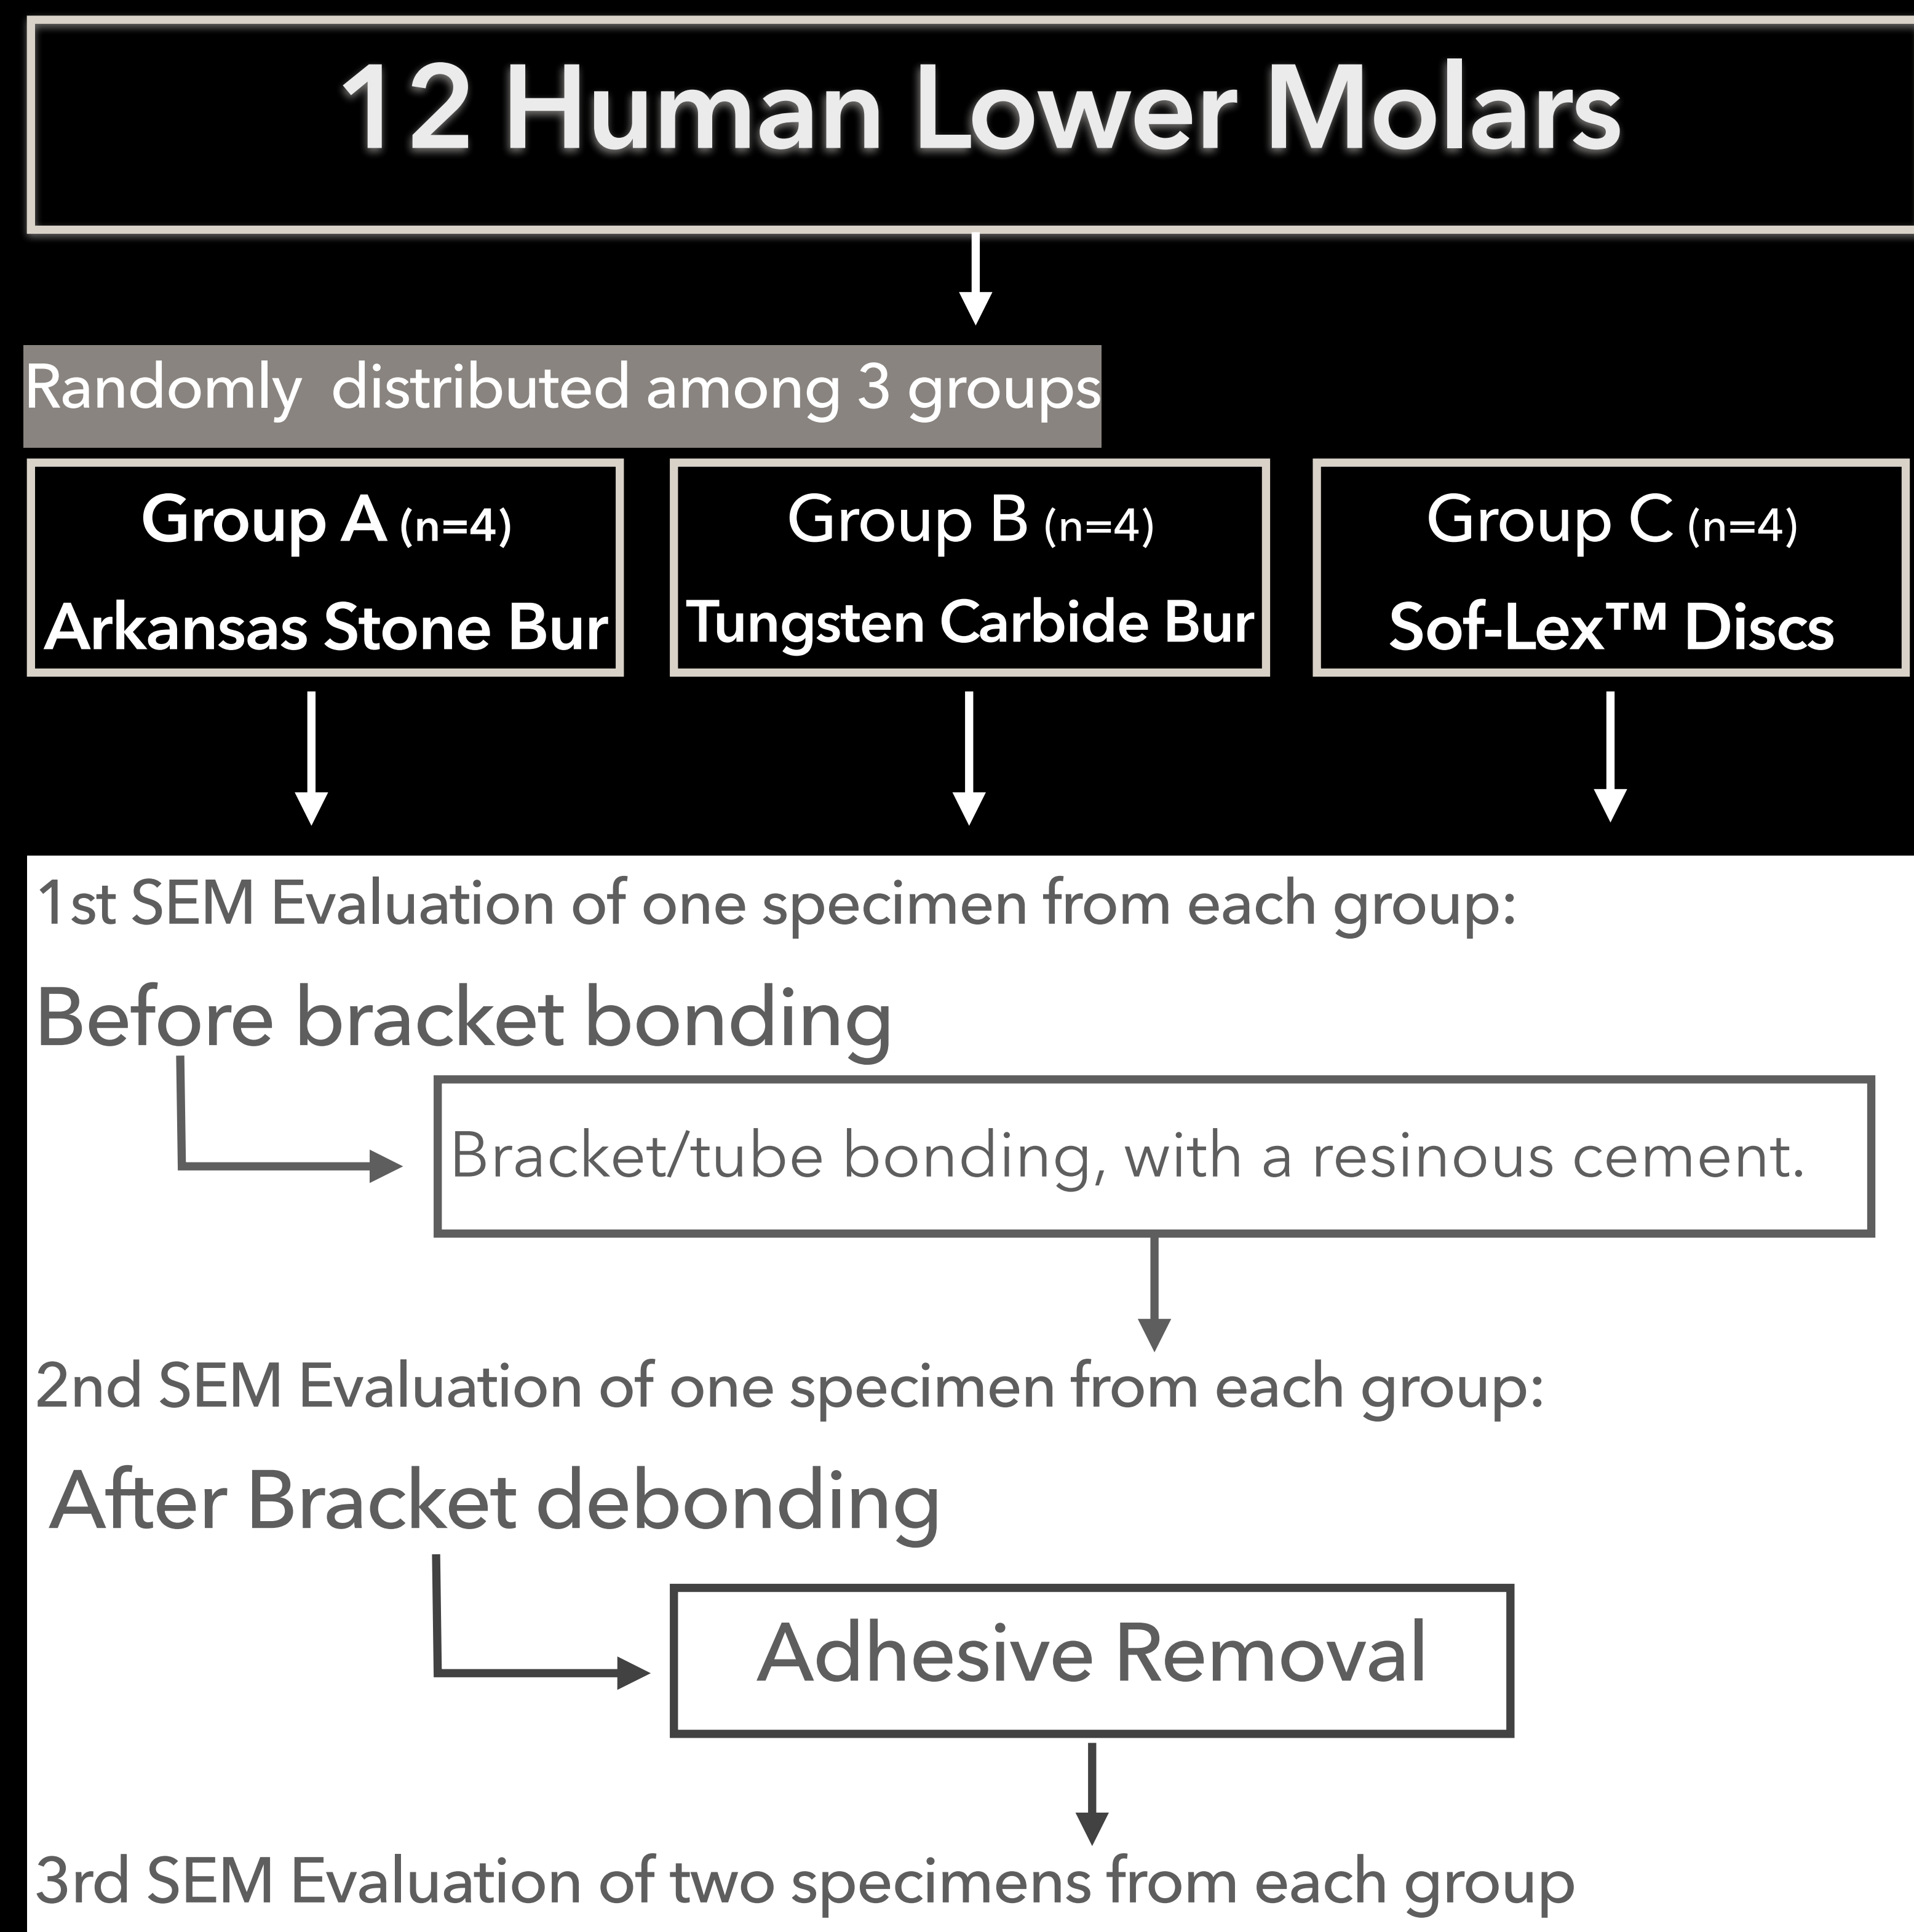 12 Human Lower Molars
Randomly distributed among 3 groups
Group A (n=4)
Arkansas Stone Bur
Group B (n=4)
Tungsten Carbide Bur
Group C (n=4)
Sof-Lex™ Discs
1st SEM Evaluation of one specimen from each group:
Before bracket bonding
Bracket/tube bonding, with a resinous cement.
2nd SEM Evaluation of one specimen from each group:
After Bracket debonding
Adhesive Removal
3rd SEM Evaluation of two specimens from each group